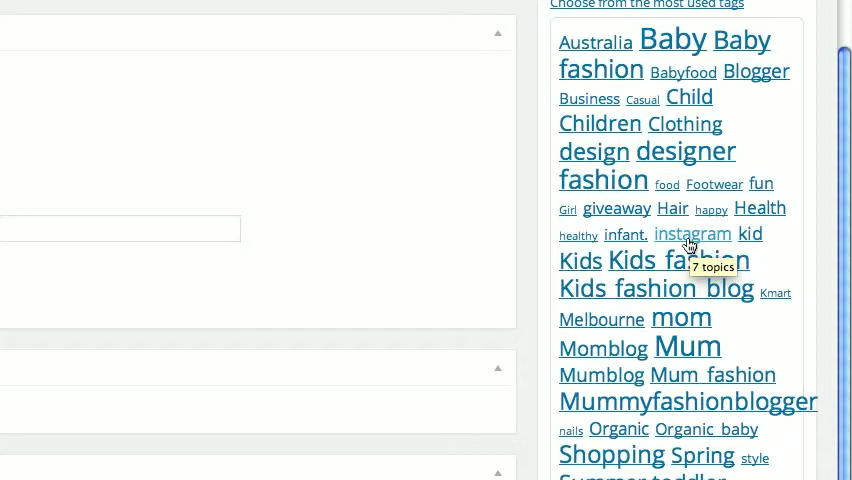 Choose from the most used tags
Australia Baby Baby
fashion Babyfood Blogger
Business Casual Child
Children Clothing
design designer
fashion food Footwear fun
Girl giveaway Hair happy Health
healthy infant. instagram kid
Kids Kids fashion
7 topics
Kids fashion blog Kmart
Melbourne mom
Momblog Mum
Mumblog Mum fashion
Mummyfashionblogger
nails Organic Organic baby
Shopping Spring style
Summer toddler